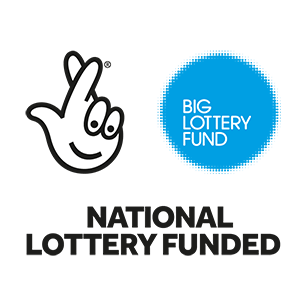 ®
BIG
LOTTERY
FUND
NATIONAL
LOTTERY FUNDED